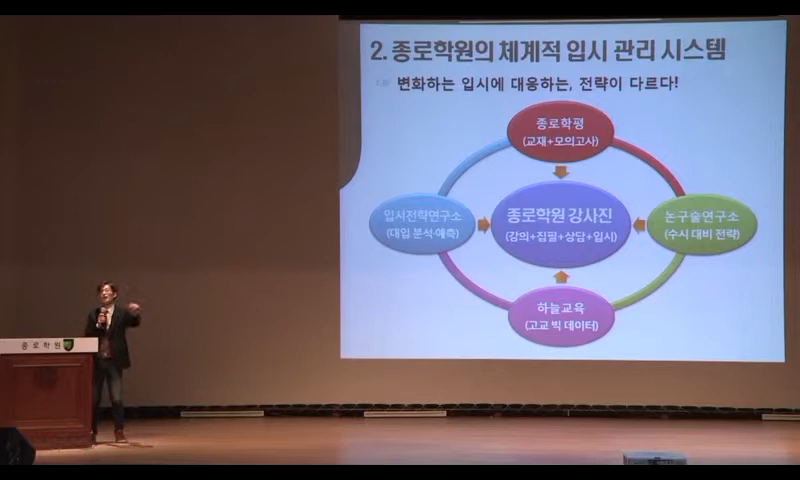 2. 종로학원의 체계적 입시 관리 시스템
변화하는 입시에 대응하는, 전략이 다르다!
종로학평
(교재+모의고사)
입시전략연구소
(대입 분석·예측)
종로학원 강사진
(강의+집필+상담+입시)
논구술연구소
(수시 대비 전략)
하늘교육
(고교 빅 데이터)
종로학원